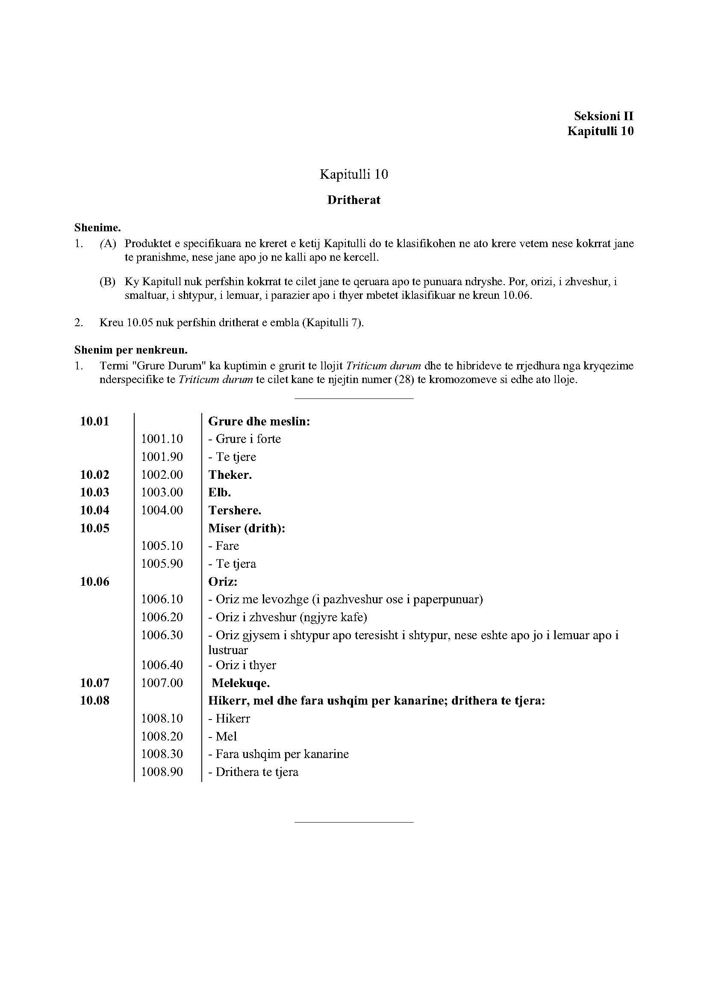 Seksioni II
Kapitulli 10
Kapitulli 10
Dritherat
Shenime.
1. (A) Produktet e specifikuara ne kreret e ketij Kapitulli do te klasifikohen ne ato krere vetem nese kokrrat jane
te pranishme, nese jane apo jo ne kalli apo ne kercell.
(B) Ky Kapitull nuk perfshin kokrrat te cilet jane te qeruara apo te punuara ndryshe. Por, orizi, i zhveshur, i
smaltuar, i shtypur, i lemuar, i parazier apo i thyer mbetet iklasifikuar ne kreun 10.06.
2. Kreu 10.05 nuk perfshin dritherat e embla (Kapitulli 7).
Shenim per nenkreun.
1. Termi "Grure Durum" ka kuptimin e grurit te llojit Triticum durum dhe te hibrideve te rrjedhura nga kryqezime
nderspecifike te Triticum durum te cilet kane te njejtin numer (28) te kromozomeve si edhe ato lloje.
10.01 Grure dhe meslin:
1001.10 - Grure i forte
1001.90 - Te tjere
10.02 1002.00 Theker.
10.03 1003.00 Elb.
10.04 1004.00 Tershere.
10.05 Miser (drith):
1005.10 - Fare
1005.90 - Te tjera
10.06 Oriz:
1006.10 - Oriz me levozhge (i pazhveshur ose i paperpunuar)
1006.20 - Oriz i zhveshur (ngjyre kafe)
1006.30 - Oriz gjysem i shtypur apo teresisht i shtypur, nese eshte apo jo i lemuar apo i
lustruar
1006.40 - Oriz i thyer
10.07 1007.00 Melekuqe.
10.08 Hikerr, mel dhe fara ushqim per kanarine; drithera te tjera:
1008.10 - Hikerr
1008.20 - Mel
1008.30 - Fara ushqim per kanarine
1008.90 - Drithera te tjera